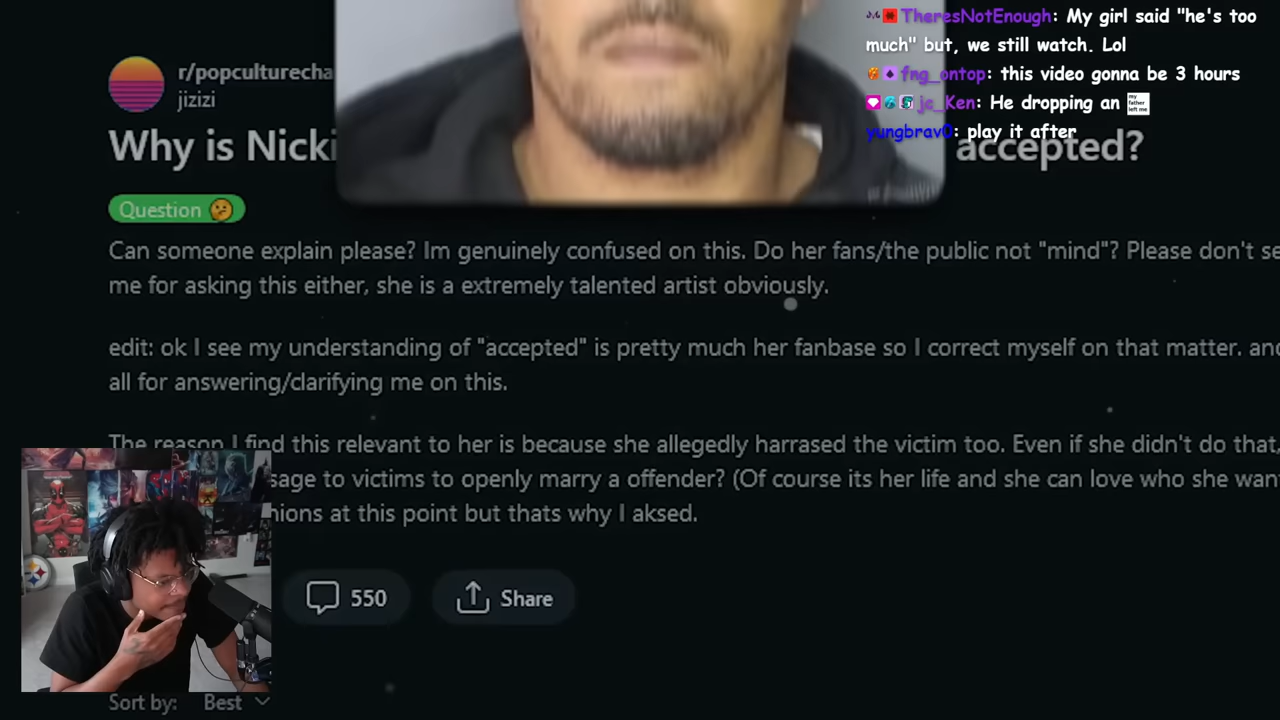 TheresNotEnough: My girl said "he's too
much" but, we still watch. Lol
fng_ontop: this video gonna be 3 hours
jc_Ken: He dropping an
my father left me
yungbrav0: play it after
r/popculturecha
jizizi
Why is Nicki accepted?
Question
Can someone explain please? Im genuinely confused on this. Do her fans/the public not "mind"? Please don't se
me for asking this either, she is a extremely talented artist obviously.
edit: ok I see my understanding of "accepted" is pretty much her fanbase so I correct myself on that matter. and
all for answering/clarifying me on this.
The reason I find this relevant to her is because she allegedly harrased the victim too. Even if she didn't do that,
sage to victims to openly marry a offender? (Of course its her life and she can love who she want
nions at this point but thats why I aksed.
550
Share
Sort by: Best